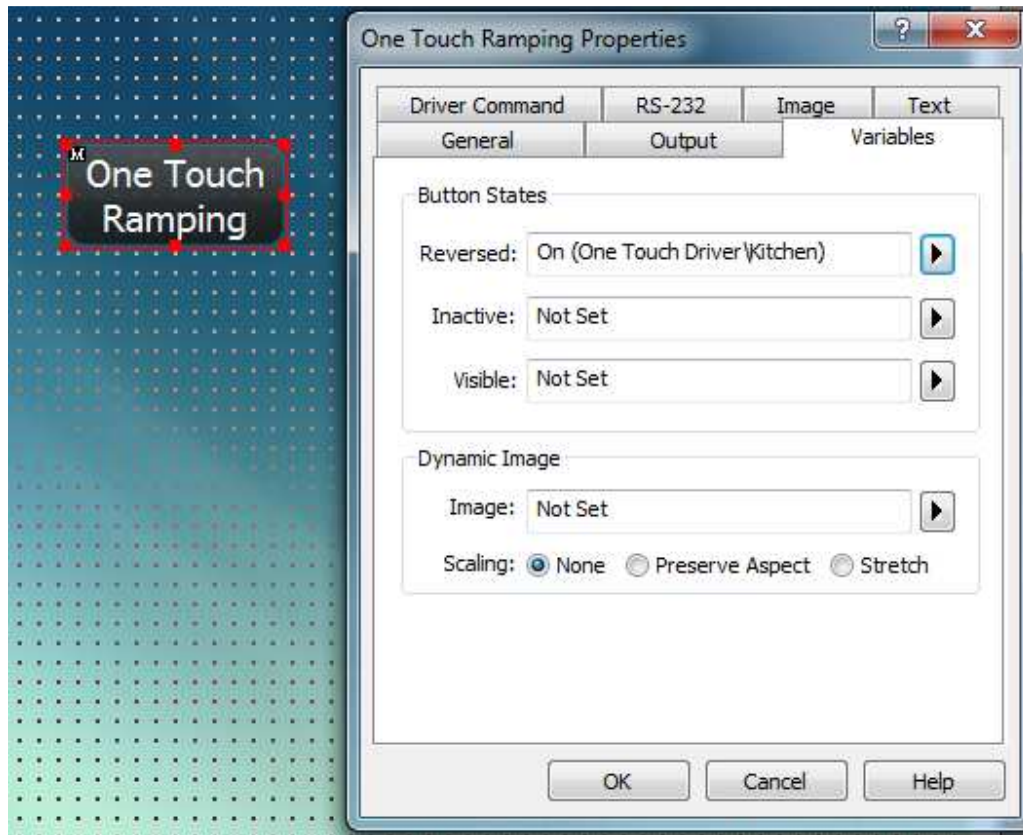 M
One Touch
Ramping
One Touch Ramping Properties
?
X
Driver Command RS-232 Image Text
General Output Variables
Button States
Reversed: On (One Touch Driver\Kitchen)
Inactive: Not Set
Visible: Not Set
Dynamic Image
Image: Not Set
Scaling: None Preserve Aspect Stretch
OK Cancel Help